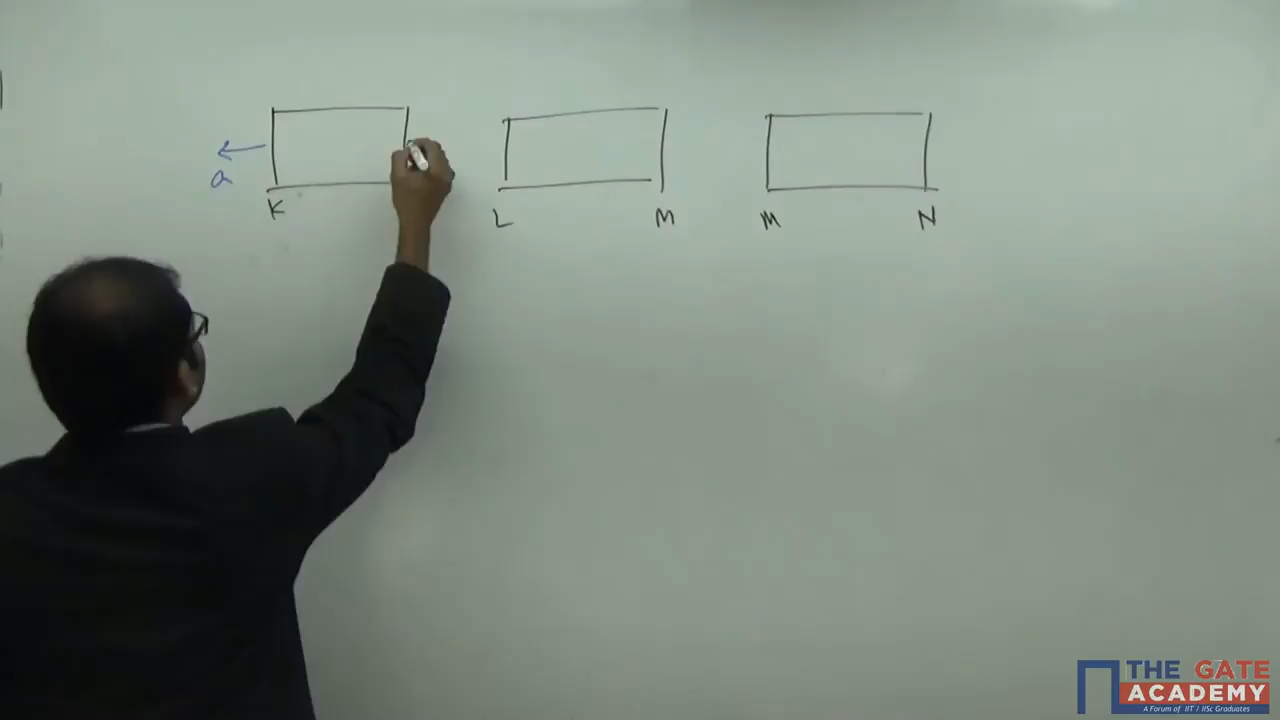 a
K L M M N
THE GATE
ACADEMY
A Forum of IIT / IISc Graduates